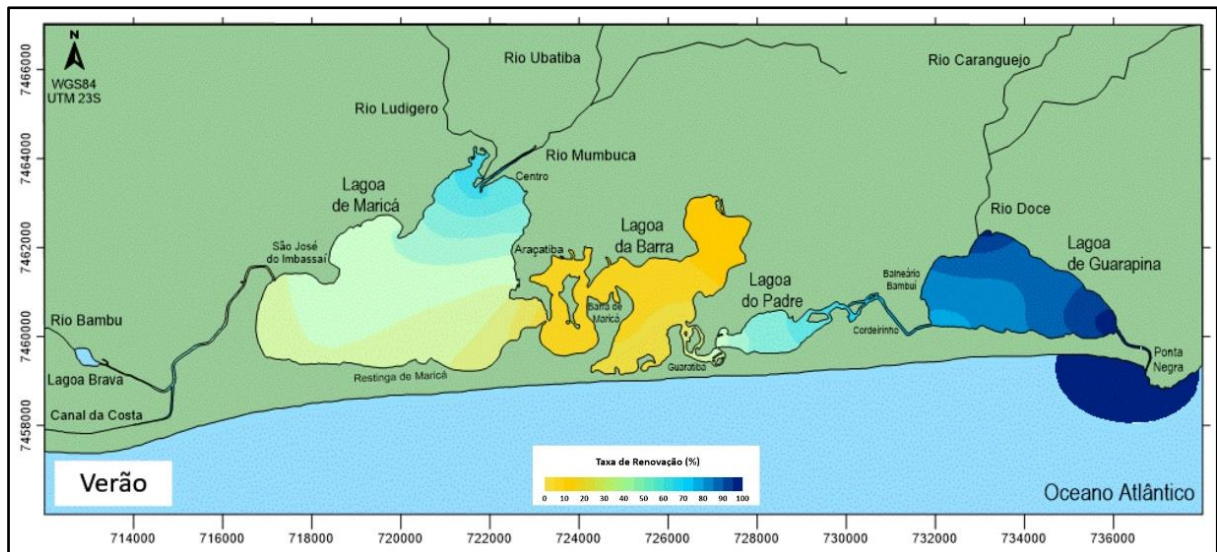 N
WGS84
UTM 23S
Rio Ubatiba
Rio Caranguejo
Rio Ludigero
Rio Mumbuca
Centro
Lagoa
de Maricá
Rio Doce
São José
do Imbassaí
Araçatiba
Lagoa
da Barra
Lagoa
de Guarapina
Balneário
Bambuí
Lagoa
do Padre
Barra de
Maricá
Cordeirinho
Rio Bambu
Guaratiba
Ponta
Negra
Lagoa Brava
Restinga de Maricá
Canal da Costa
Verão
Taxa de Renovação (%)
0 10 20 30 40 50 60 70 80 90 100
Oceano Atlântico
7466000
7464000
7462000
7460000
7458000
714000 716000 718000 720000 722000 724000 726000 728000 730000 732000 734000 736000